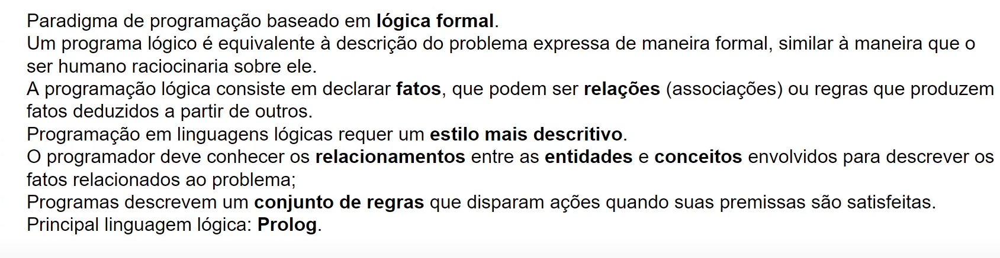 Paradigma de programação baseado em lógica formal.
Um programa lógico é equivalente à descrição do problema expressa de maneira formal, similar à maneira que o
ser humano raciocinaria sobre ele.
A programação lógica consiste em declarar fatos, que podem ser relações (associações) ou regras que produzem
fatos deduzidos a partir de outros.
Programação em linguagens lógicas requer um estilo mais descritivo.
O programador deve conhecer os relacionamentos entre as entidades e conceitos envolvidos para descrever os
fatos relacionados ao problema;
Programas descrevem um conjunto de regras que disparam ações quando suas premissas são satisfeitas.
Principal linguagem lógica: Prolog.